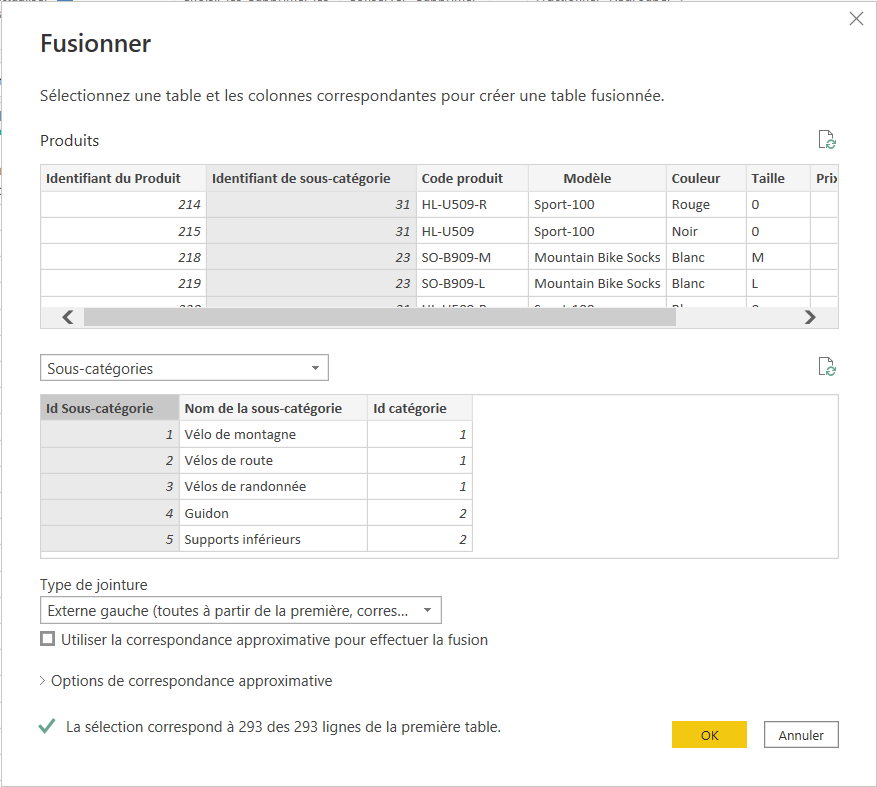 Fusionner
Sélectionnez une table et les colonnes correspondantes pour créer une table fusionnée.
Produits
Identifiant du Produit Identifiant de sous-catégorie Code produit Modèle Couleur Taille Prix
214 31 HL-U509-R Sport-100 Rouge 0
215 31 HL-U509 Sport-100 Noir 0
218 23 SO-B909-M Mountain Bike Socks Blanc M
219 23 SO-B909-L Mountain Bike Socks Blanc L
Sous-catégories
Id Sous-catégorie Nom de la sous-catégorie Id catégorie
1 Vélo de montagne 1
2 Vélos de route 1
3 Vélos de randonnée 1
4 Guidon 2
5 Supports inférieurs 2
Type de jointure
Externe gauche (toutes à partir de la première, corres...
Utiliser la correspondance approximative pour effectuer la fusion
Options de correspondance approximative
La sélection correspond à 293 des 293 lignes de la première table.
OK Annuler